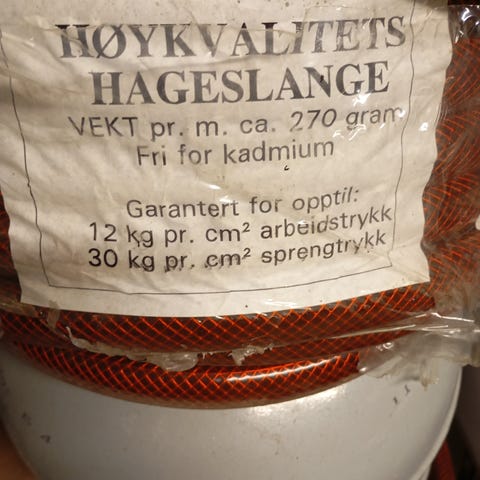 HØYKVALITETS
HAGESLANGE
VEKT pr. m. ca. 270 gram
Fri for kadmium
Garantert for opptil:
12 kg pr. cm² arbeidstrykk
30 kg pr. cm² sprengtrykk